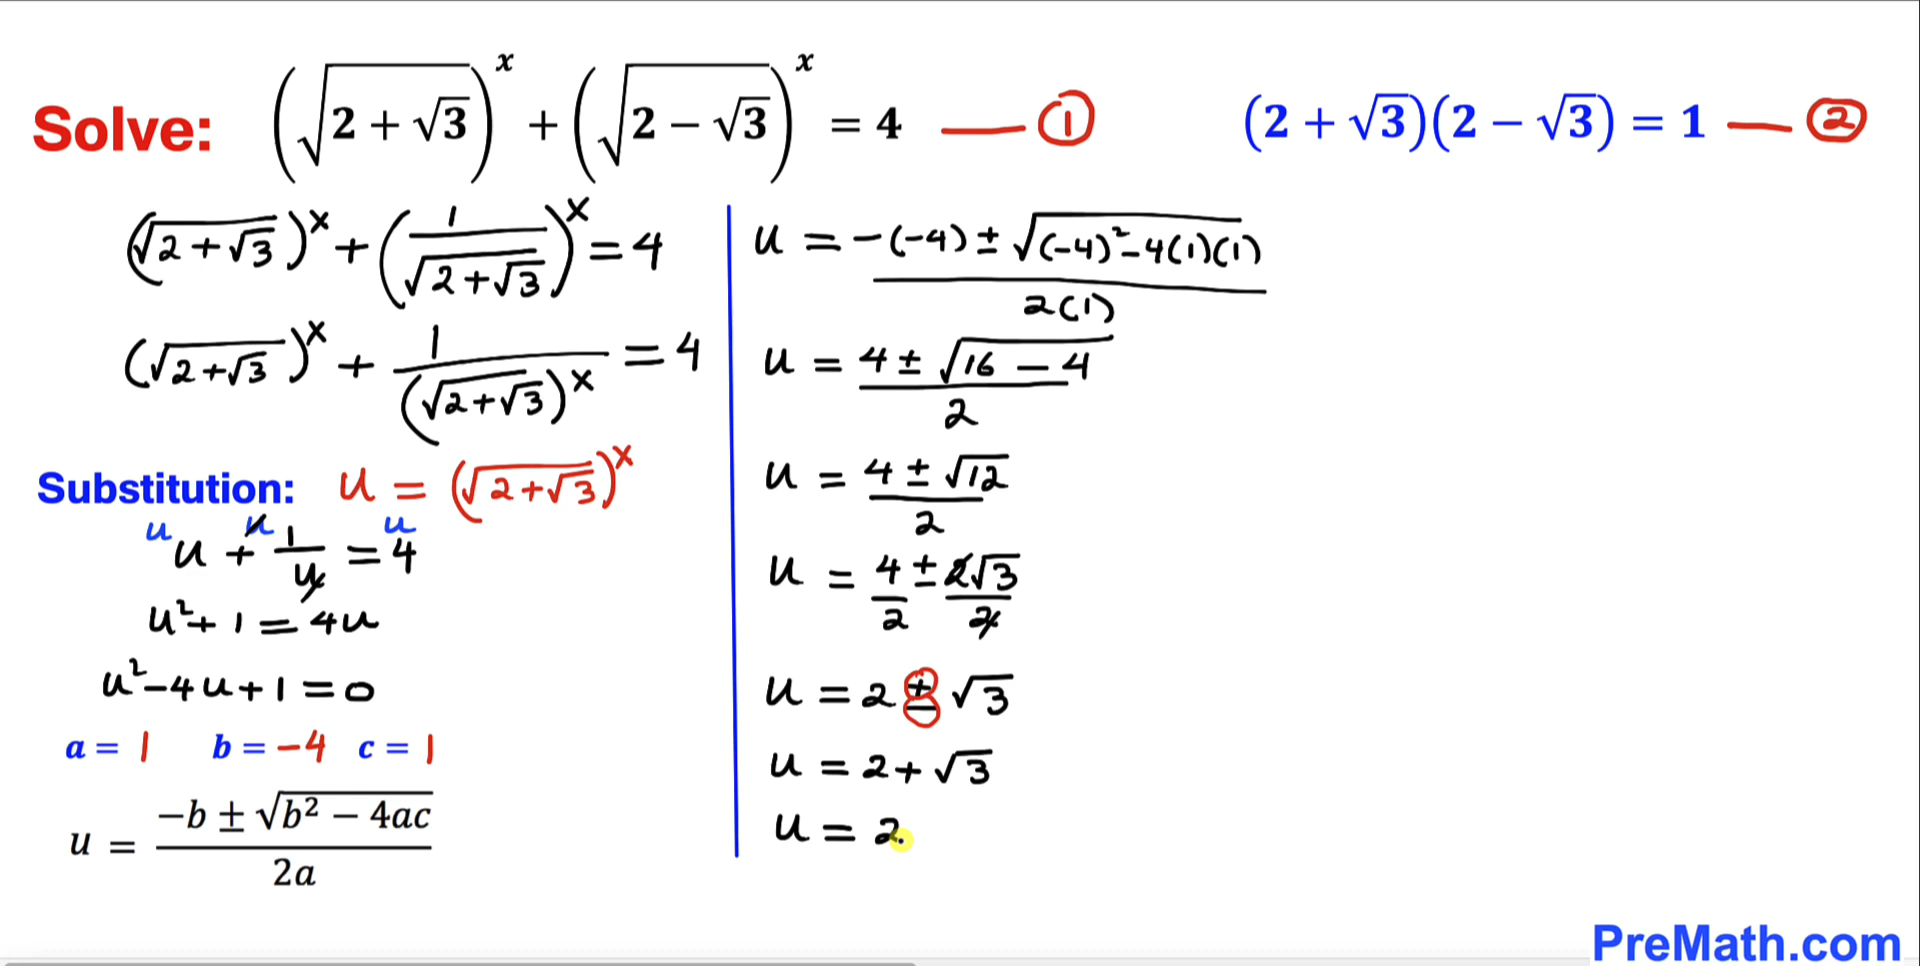 Solve: (√(2 + √3))^x + (√(2 − √3))^x = 4 — ①
(2 + √3)(2 − √3) = 1 — ②
(√(2+√3))^x + (1/√(2+√3))^x = 4
(√(2+√3))^x + 1/(√(2+√3))^x = 4
Substitution: u = (√(2+√3))^x
u u + u 1/u = 4 u
u² + 1 = 4u
u² − 4u + 1 = 0
a = 1 b = −4 c = 1
u = (−b ± √(b² − 4ac))/2a
u = (−(−4) ± √((−4)² − 4(1)(1)))/2(1)
u = (4 ± √(16 − 4))/2
u = (4 ± √12)/2
u = 4/2 ± 2√3/2
u = 2 ± √3
u = 2 + √3
u = 2
PreMath.com